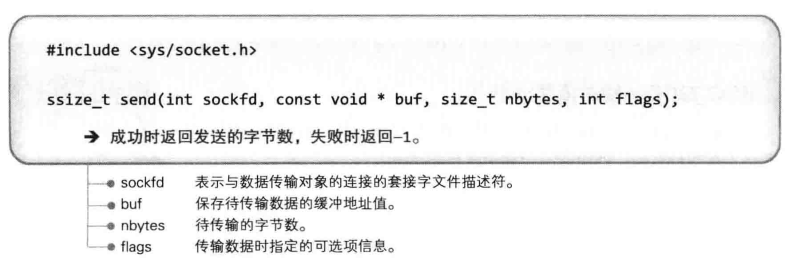 #include <sys/socket.h>
ssize_t send(int sockfd, const void * buf, size_t nbytes, int flags);
➔ 成功时返回发送的字节数，失败时返回–1。
sockfd 表示与数据传输对象的连接的套接字文件描述符。
buf 保存待传输数据的缓冲地址值。
nbytes 待传输的字节数。
flags 传输数据时指定的可选项信息。